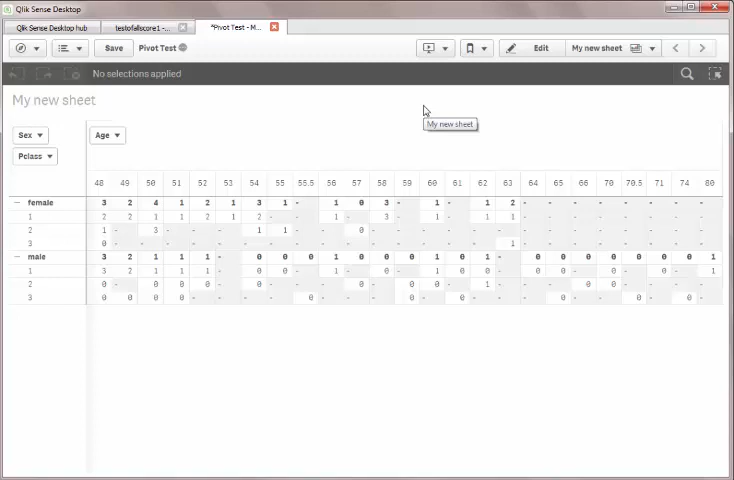 Qlik Sense Desktop
Qlik Sense Desktop hub testofallscore1 -... *Pivot Test - M...
Save Pivot Test Edit My new sheet
No selections applied
My new sheet
My new sheet
Sex Age
Pclass
48 49 50 51 52 53 54 55 55.5 56 57 58 59 60 61 62 63 64 65 66 70 70.5 71 74 80
female 3 2 4 1 2 1 3 1 - 1 0 3 - 1 - 1 2 - - - - - - - -
1 2 2 1 1 2 1 2 - - 1 - 3 - 1 - 1 1 - - - - - - - -
2 1 - 3 - - - 1 1 - - 0 - - - - - - - - - - - - - -
3 0 - - - - - - - - - - - - - - - 1 - - - - - - - -
male 3 2 1 1 1 - 0 0 0 1 0 0 0 1 0 1 - 0 0 0 0 0 0 0 1
1 3 2 1 1 1 - 0 0 - 1 - 0 - 1 0 0 - 0 0 - 0 - 0 - 1
2 0 - 0 0 0 - 0 - - - 0 - 0 0 - 1 - - - 0 0 - - - -
3 0 0 0 0 - - - - 0 - - - - - 0 - - - 0 - - 0 - 0 -